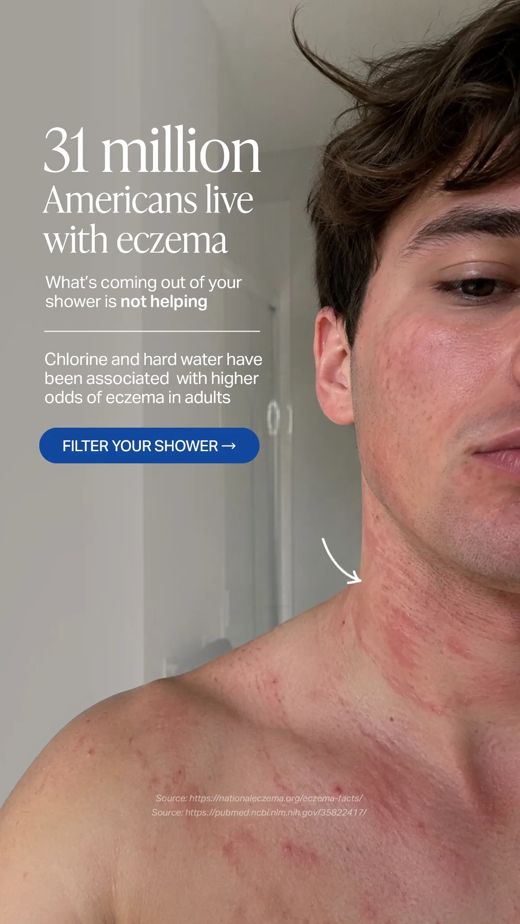 31 million
Americans live
with eczema
What's coming out of your
shower is not helping
Chlorine and hard water have
been associated with higher
odds of eczema in adults
FILTER YOUR SHOWER →
Source: https://nationaleczema.org/eczema-facts/
Source: https://pubmed.ncbi.nlm.nih.gov/35822417/